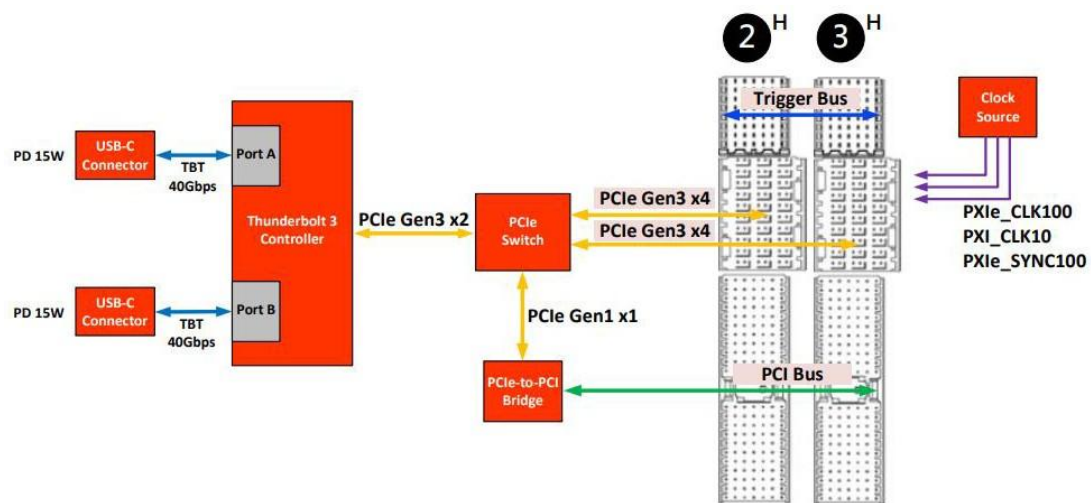 2 H
3 H
Trigger Bus
Clock
Source
USB-C
Connector
PD 15W
TBT
40Gbps
Port A
Thunderbolt 3
Controller
PCIe Gen3 x2
PCIe
Switch
PCIe Gen3 x4
PCIe Gen3 x4
PXIe_CLK100
PXI_CLK10
PXIe_SYNC100
USB-C
Connector
PD 15W
TBT
40Gbps
Port B
PCIe Gen1 x1
PCIe-to-PCI
Bridge
PCI Bus